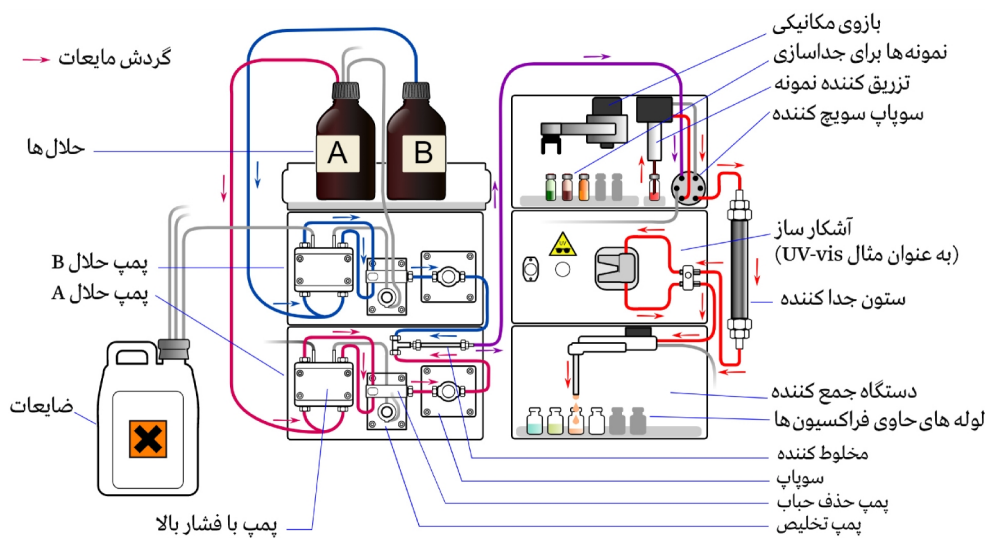 گردش مایعات
حلال‌ها
A
B
پمپ حلال B
پمپ حلال A
ضایعات
پمپ با فشار بالا
بازوی مکانیکی
نمونه‌ها برای جداسازی
تزریق کننده نمونه
سوپاپ سویچ کننده
UV
آشکار ساز
(به عنوان مثال UV-vis)
ستون جدا کننده
دستگاه جمع کننده
لوله های حاوی فراکسیون‌ها
مخلوط کننده
سوپاپ
پمپ حذف حباب
پمپ تخلیص